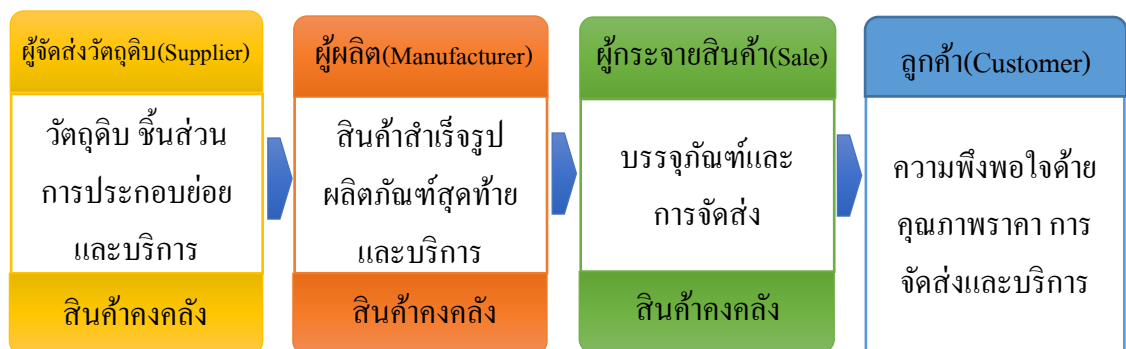 ผู้จัดส่งวัตถุดิบ(Supplier)
วัตถุดิบ ชิ้นส่วน
การประกอบย่อย
และบริการ
สินค้าคงคลัง
ผู้ผลิต(Manufacturer)
สินค้าสำเร็จรูป
ผลิตภัณฑ์สุดท้าย
และบริการ
สินค้าคงคลัง
ผู้กระจายสินค้า(Sale)
บรรจุภัณฑ์และ
การจัดส่ง
สินค้าคงคลัง
ลูกค้า(Customer)
ความพึงพอใจด้าย
คุณภาพราคา การ
จัดส่งและบริการ